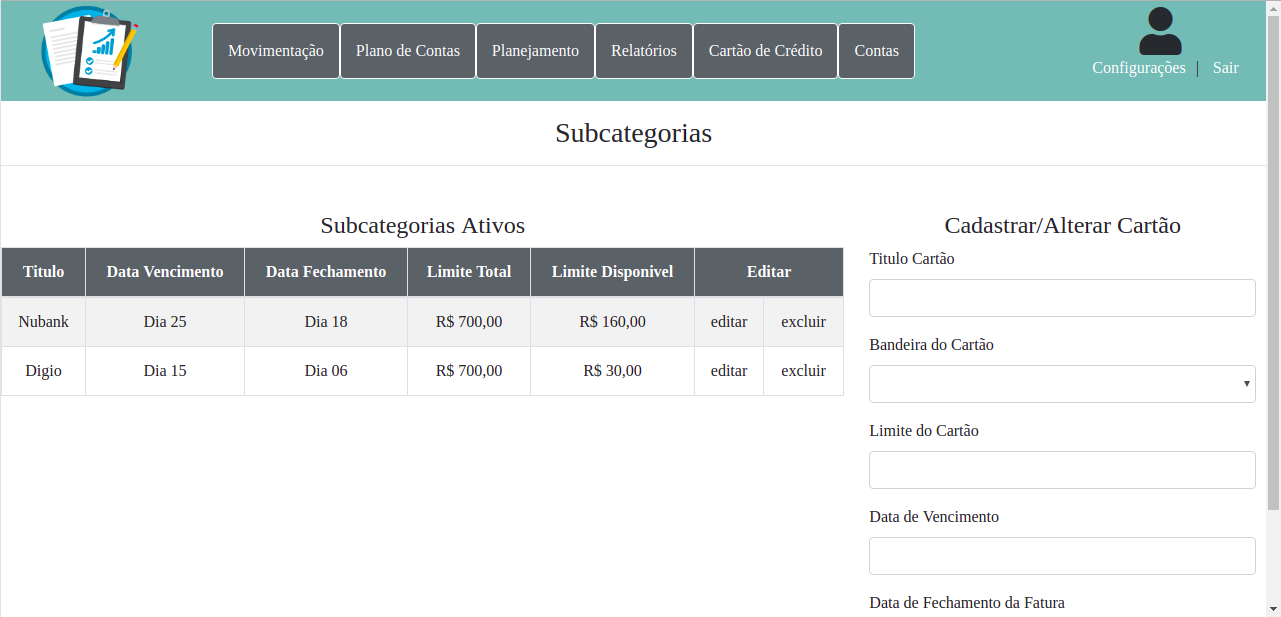 Movimentação Plano de Contas Planejamento Relatórios Cartão de Crédito Contas
Configurações | Sair
Subcategorias
Subcategorias Ativos
Titulo Data Vencimento Data Fechamento Limite Total Limite Disponivel Editar
Nubank Dia 25 Dia 18 R$ 700,00 R$ 160,00 editar excluir
Digio Dia 15 Dia 06 R$ 700,00 R$ 30,00 editar excluir
Cadastrar/Alterar Cartão
Titulo Cartão
Bandeira do Cartão
Limite do Cartão
Data de Vencimento
Data de Fechamento da Fatura